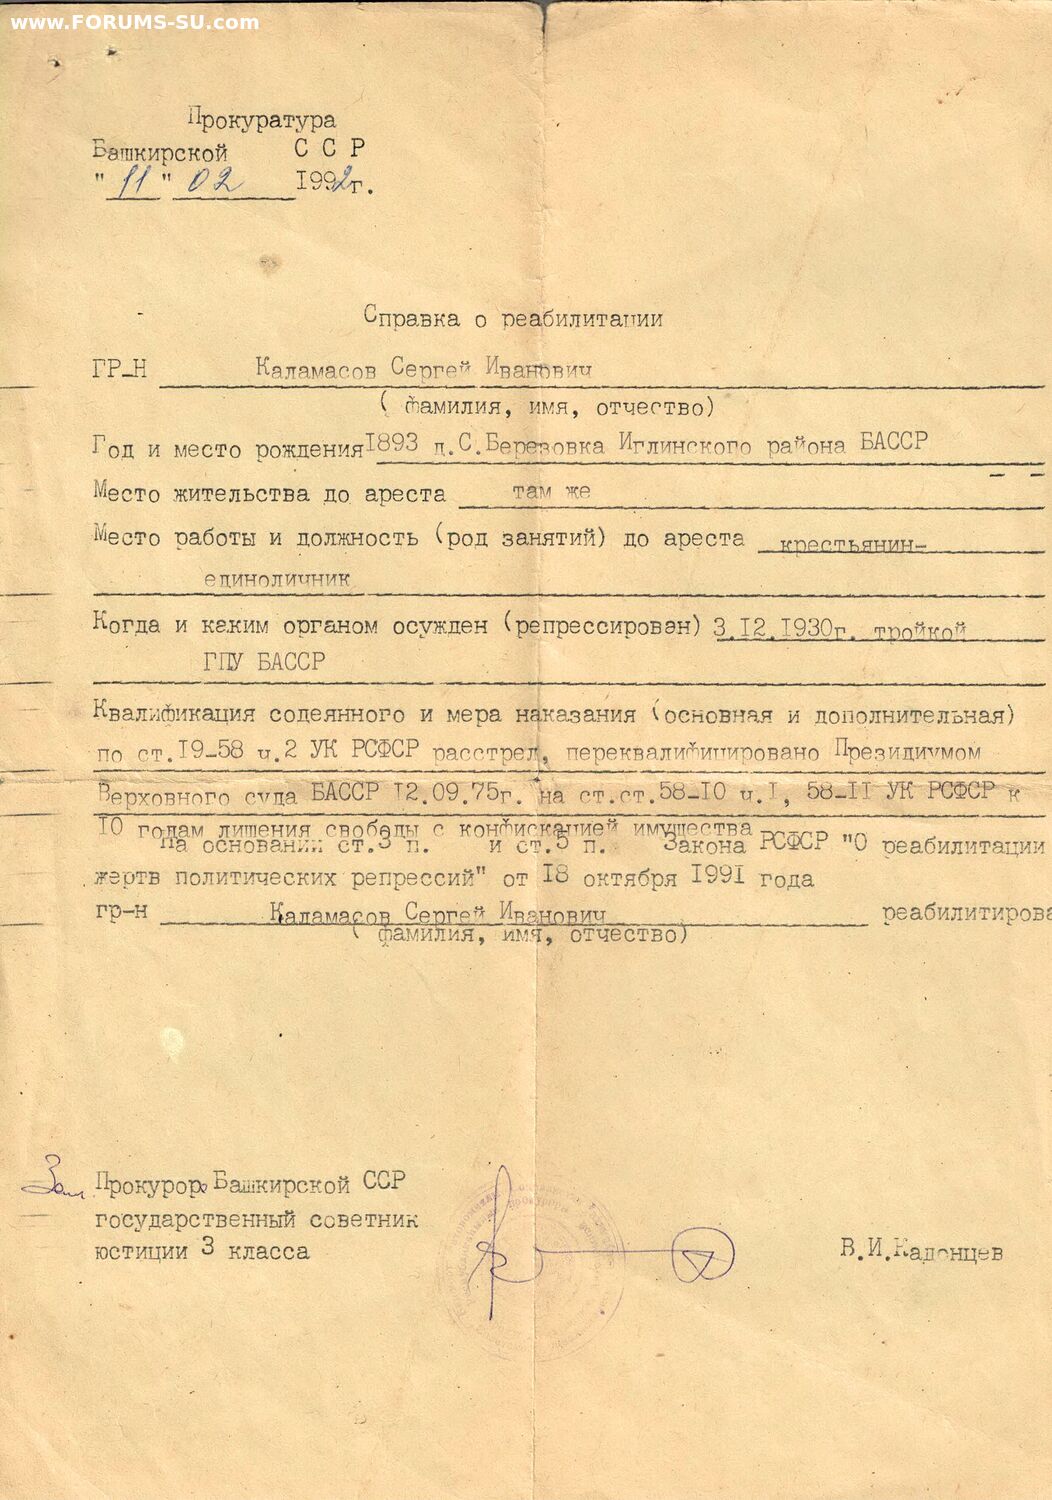 www.FORUMS-SU.com
Прокуратура
Башкирской С С Р
"11" 02 1992г.
Справка о реабилитации
ГР-Н Каламасов Сергей Иванович
( фамилия, имя, отчество)
Год и место рождения 1893 д.С.Березовка Иглинского района БАССР
Место жительства до ареста там же
Место работы и должность (род занятий) до ареста крестьянин-
единоличник
Когда и каким органом осужден (репрессирован) 3.12.1930г. тройкой
ГПУ БАССР
Квалификация содеянного и мера наказания (основная и дополнительная)
по ст.19-58 ч.2 УК РСФСР расстрел, переквалифицировано Президиумом
Верховного суда БАССР 12.09.75г. на ст.ст.58-10 ч.1, 58-11 УК РСФСР к
10 годам лишения свободы с конфискацией имущества
На основании ст.3 п. и ст.5 п. Закона РСФСР "О реабилитации
жертв политических репрессий" от 18 октября 1991 года
гр-н Каламасов Сергей Иванович реабилитирова
( фамилия, имя, отчество)
Зам. Прокурора Башкирской ССР
государственный советник
юстиции 3 класса
В.И.Кадонцев